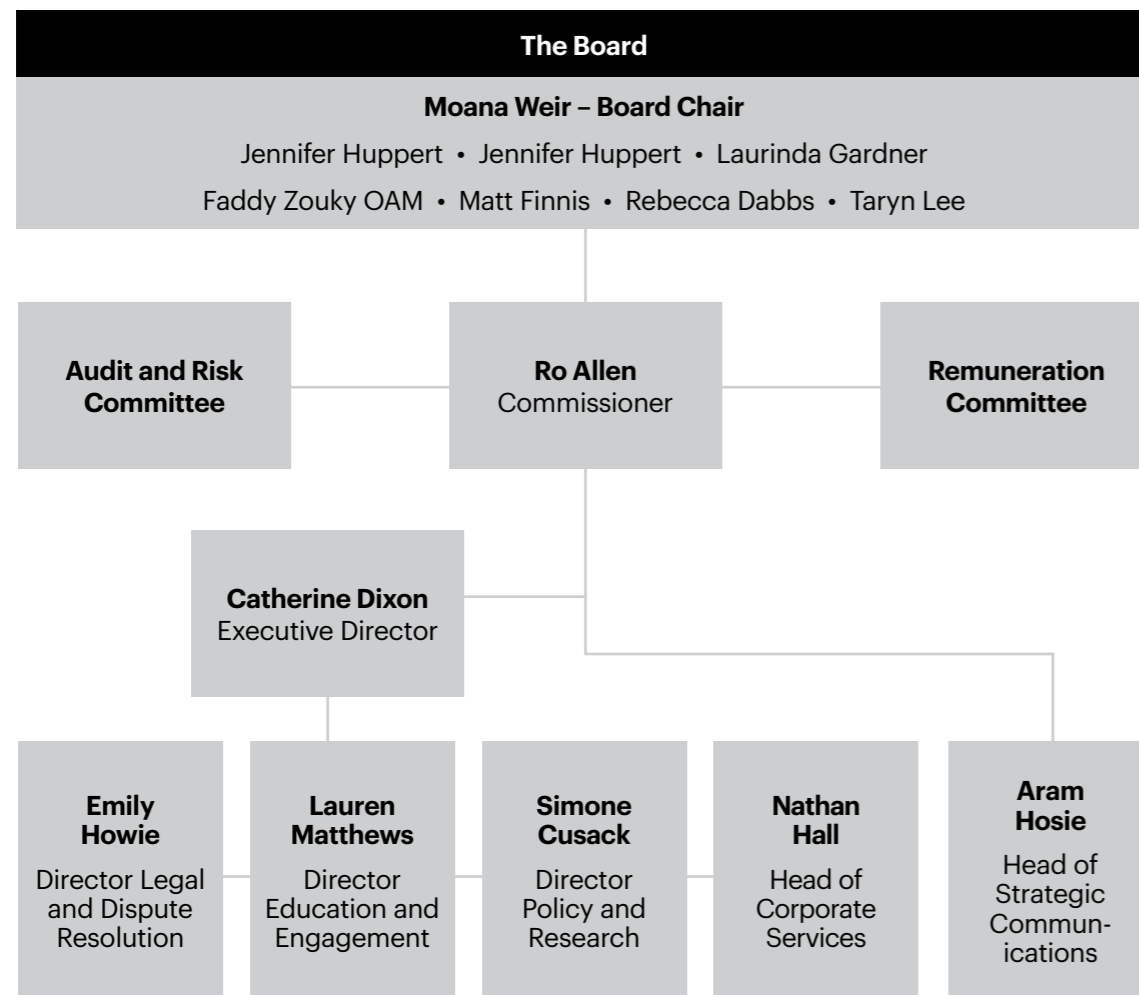 The Board
Moana Weir – Board Chair
Jennifer Huppert • Jennifer Huppert • Laurinda Gardner
Faddy Zouky OAM • Matt Finnis • Rebecca Dabbs • Taryn Lee
Audit and Risk
Committee
Ro Allen
Commissioner
Remuneration
Committee
Catherine Dixon
Executive Director
Emily
Howie
Director Legal
and Dispute
Resolution
Lauren
Matthews
Director
Education and
Engagement
Simone
Cusack
Director
Policy and
Research
Nathan
Hall
Head of
Corporate
Services
Aram
Hosie
Head of
Strategic
Commun-
ications